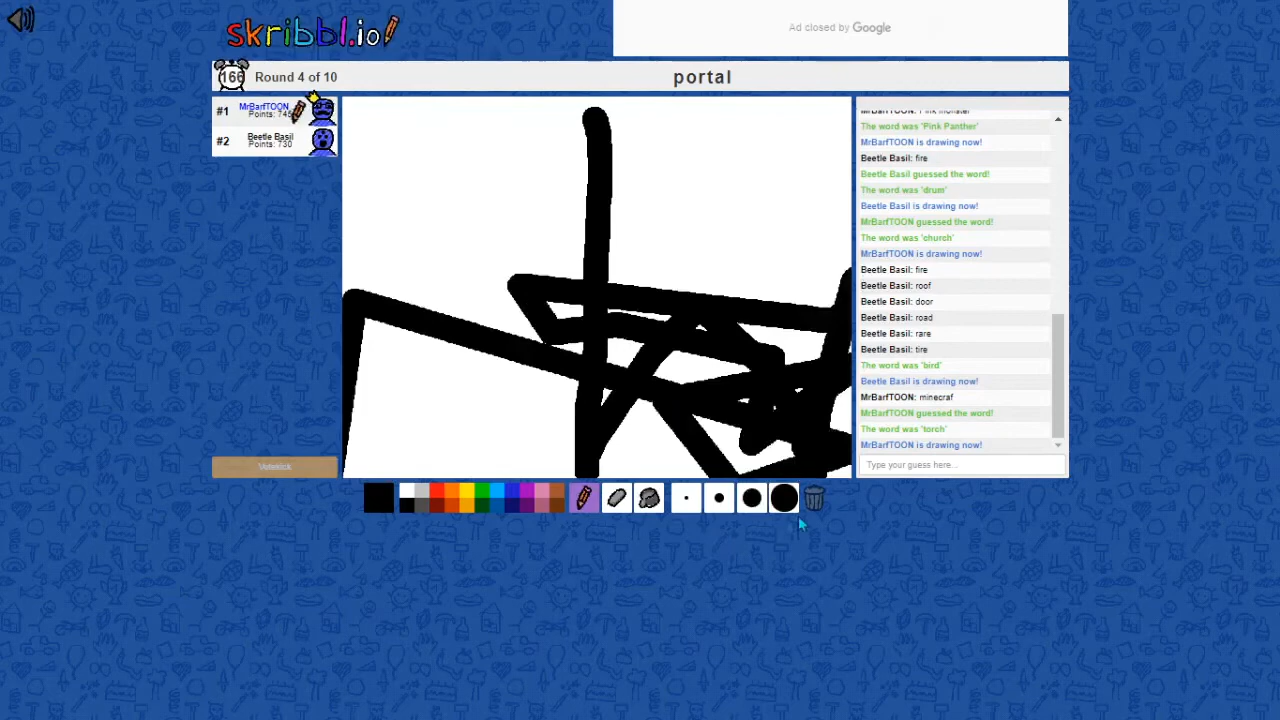 skribbl.io
Ad closed by Google
166
Round 4 of 10
portal
#1
MrBarfTOON
Points: 746
#2
Beetle Basil
Points: 730
Votekick
The word was 'Pink Panther'
MrBarfTOON is drawing now!
Beetle Basil: fire
Beetle Basil guessed the word!
The word was 'drum'
Beetle Basil is drawing now!
MrBarfTOON guessed the word!
The word was 'church'
MrBarfTOON is drawing now!
Beetle Basil: fire
Beetle Basil: roof
Beetle Basil: door
Beetle Basil: road
Beetle Basil: rare
Beetle Basil: tire
The word was 'bird'
Beetle Basil is drawing now!
MrBarfTOON: minecraf
MrBarfTOON guessed the word!
The word was 'torch'
MrBarfTOON is drawing now!
Type your guess here...